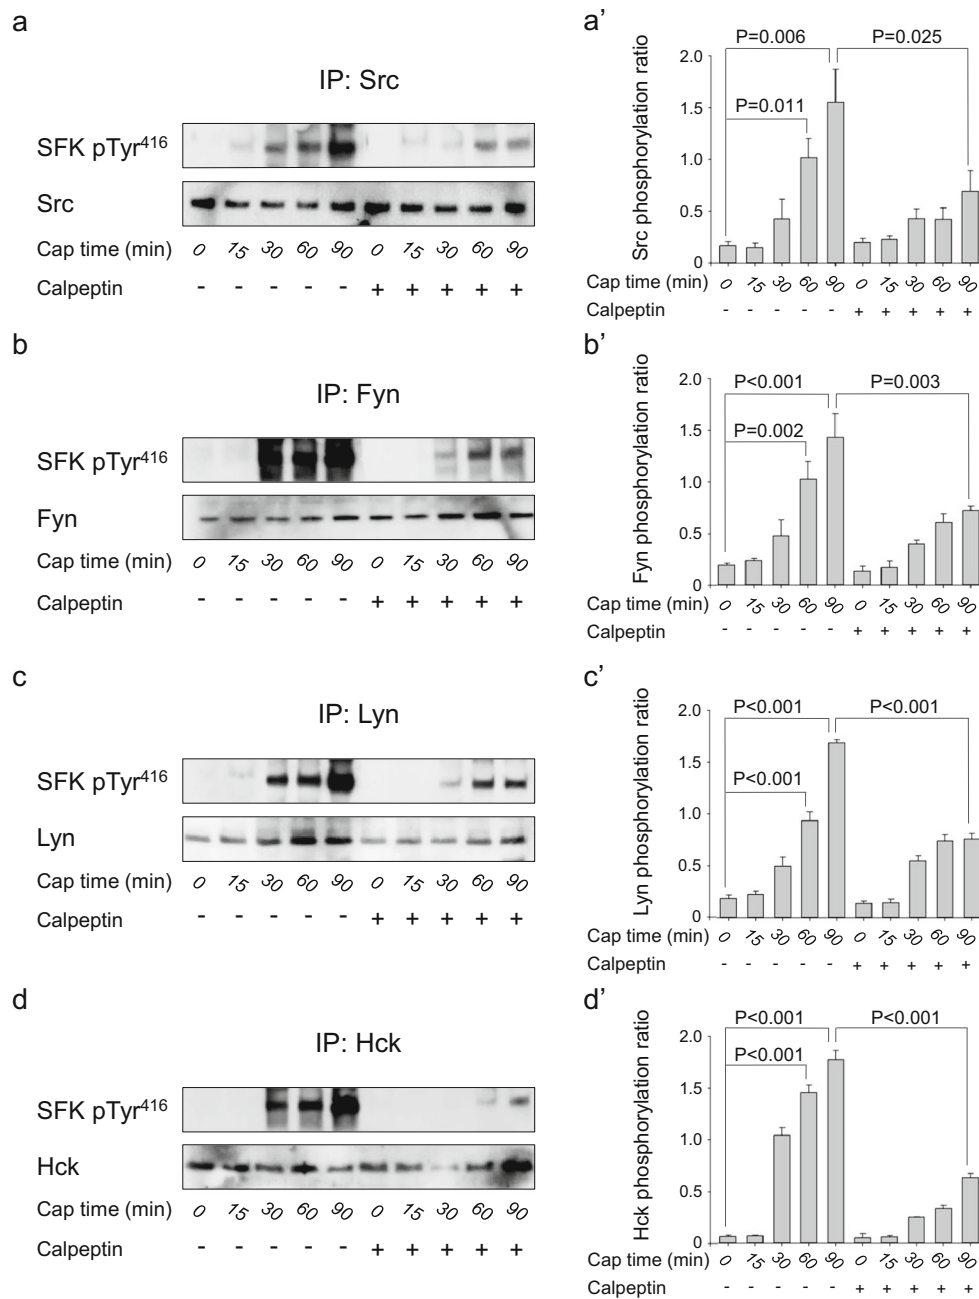 a
IP: Src
SFK pTyr416
Src
Cap time (min) 0 15 30 60 90 0 15 30 60 90
Calpeptin - - - - - + + + + +
a’
Src phosphorylation ratio
2.0
1.5
1.0
0.5
0
P=0.006 P=0.025
P=0.011
Cap time (min) 0 15 30 60 90 0 15 30 60 90
Calpeptin - - - - - + + + + +
b
IP: Fyn
SFK pTyr416
Fyn
Cap time (min) 0 15 30 60 90 0 15 30 60 90
Calpeptin - - - - - + + + + +
b’
Fyn phosphorylation ratio
2.0
1.5
1.0
0.5
0
P<0.001 P=0.003
P=0.002
Cap time (min) 0 15 30 60 90 0 15 30 60 90
Calpeptin - - - - - + + + + +
c
IP: Lyn
SFK pTyr416
Lyn
Cap time (min) 0 15 30 60 90 0 15 30 60 90
Calpeptin - - - - - + + + + +
c’
Lyn phosphorylation ratio
2.0
1.5
1.0
0.5
0
P<0.001 P<0.001
P<0.001
Cap time (min) 0 15 30 60 90 0 15 30 60 90
Calpeptin - - - - - + + + + +
d
IP: Hck
SFK pTyr416
Hck
Cap time (min) 0 15 30 60 90 0 15 30 60 90
Calpeptin - - - - - + + + + +
d’
Hck phosphorylation ratio
2.0
1.5
1.0
0.5
0
P<0.001 P<0.001
P<0.001
Cap time (min) 0 15 30 60 90 0 15 30 60 90
Calpeptin - - - - - + + + + +